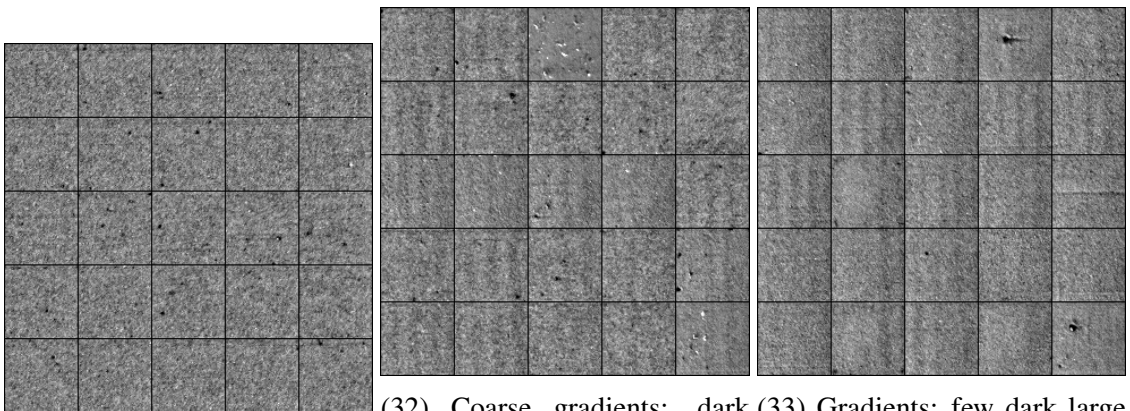 (32) Coarse gradients; dark
(33) Gradients; few dark large